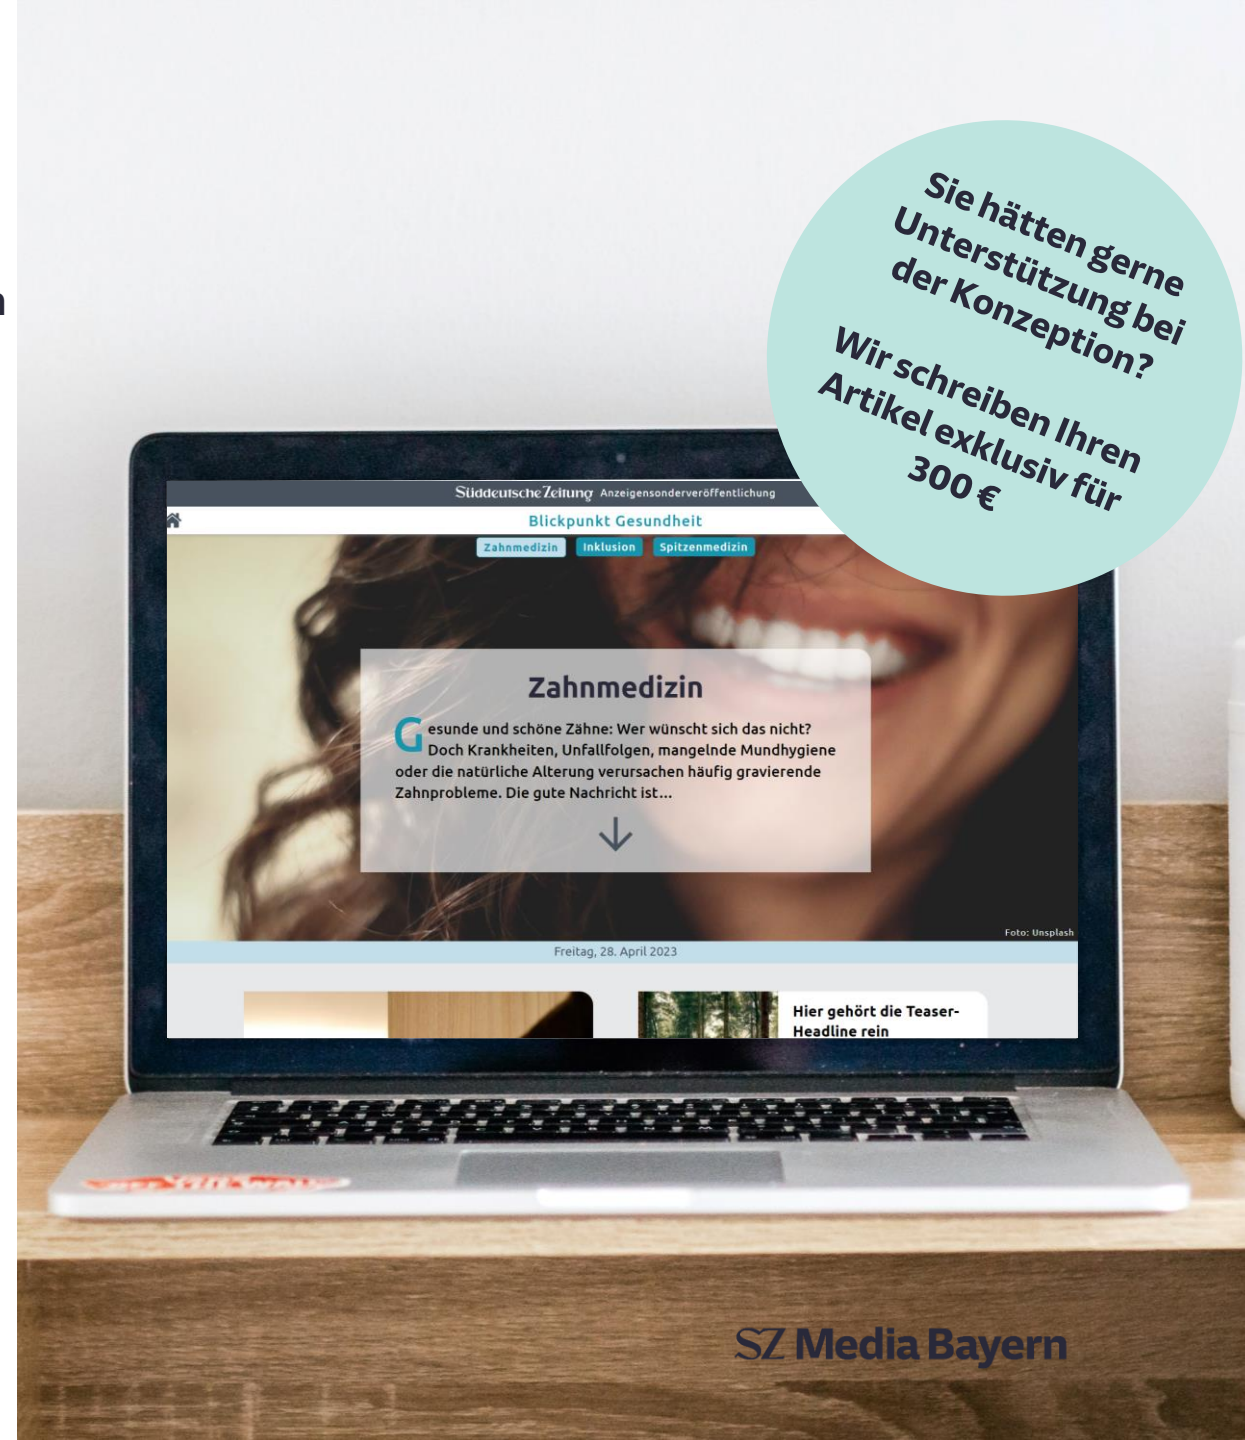 Sie hätten gerne
Unterstützung bei
der Konzeption?
Wir schreiben Ihren
Artikel exklusiv für
300 €
Süddeutsche Zeitung Anzeigensonderveröffentlichung
Blickpunkt Gesundheit
Zahnmedizin Inklusion Spitzenmedizin
Zahnmedizin
Gesunde und schöne Zähne: Wer wünscht sich das nicht?
Doch Krankheiten, Unfallfolgen, mangelnde Mundhygiene
oder die natürliche Alterung verursachen häufig gravierende
Zahnprobleme. Die gute Nachricht ist...
Foto: Unsplash
Freitag, 28. April 2023
Hier gehört die Teaser-
Headline rein
SZ Media Bayern